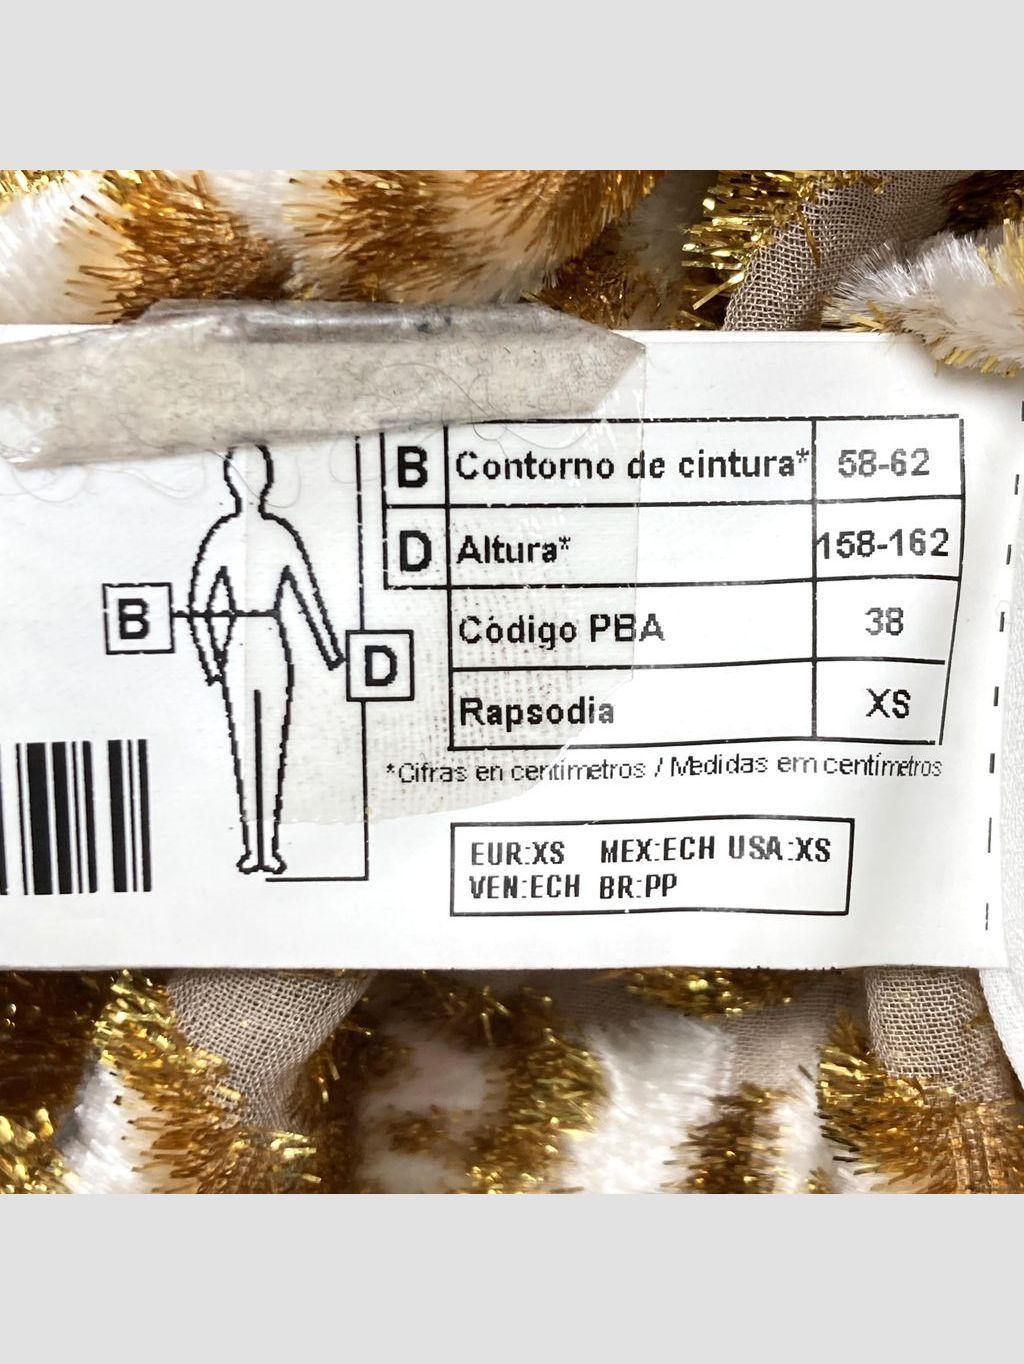 B Contorno de cintura* 58-62
D Altura* 158-162
Código PBA 38
Rapsodia XS
B
D
*Cifras en centímetros / Medidas em centímetros
EUR:XS MEX:ECH USA:XS
VEN:ECH BR:PP